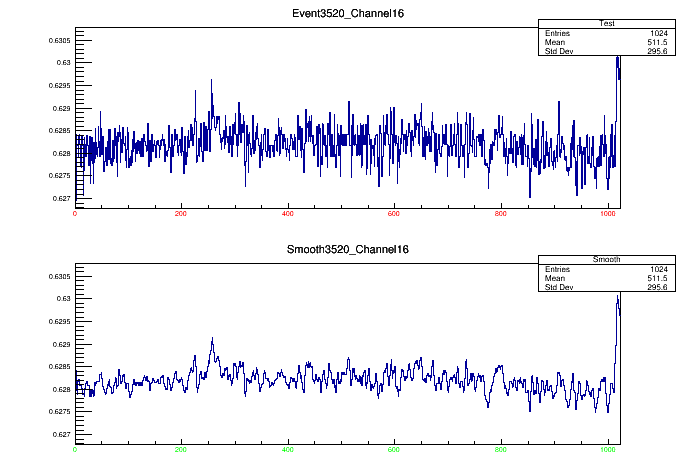 Event3520_Channel16
Test
Entries 1024
Mean 511.5
Std Dev 295.6
0.6305
0.63
0.6295
0.629
0.6285
0.628
0.6275
0.627
0 200 400 600 800 1000
Smooth3520_Channel16
Smooth
Entries 1024
Mean 511.5
Std Dev 295.6
0.6305
0.63
0.6295
0.629
0.6285
0.628
0.6275
0.627
0 200 400 600 800 1000